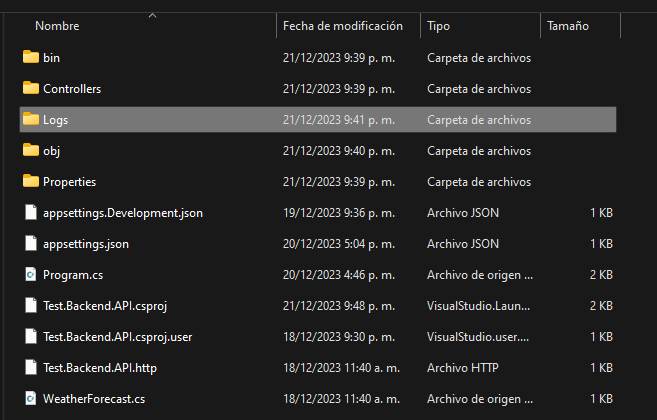 Nombre Fecha de modificación Tipo Tamaño
bin 21/12/2023 9:39 p. m. Carpeta de archivos
Controllers 21/12/2023 9:39 p. m. Carpeta de archivos
Logs 21/12/2023 9:41 p. m. Carpeta de archivos
obj 21/12/2023 9:40 p. m. Carpeta de archivos
Properties 21/12/2023 9:39 p. m. Carpeta de archivos
appsettings.Development.json 19/12/2023 9:36 p. m. Archivo JSON 1 KB
appsettings.json 20/12/2023 5:04 p. m. Archivo JSON 1 KB
Program.cs 20/12/2023 4:46 p. m. Archivo de origen ... 2 KB
Test.Backend.API.csproj 21/12/2023 9:48 p. m. VisualStudio.Laun... 2 KB
Test.Backend.API.csproj.user 18/12/2023 9:30 p. m. VisualStudio.user.... 1 KB
Test.Backend.API.http 18/12/2023 11:40 a. m. Archivo HTTP 1 KB
WeatherForecast.cs 18/12/2023 11:40 a. m. Archivo de origen ... 1 KB